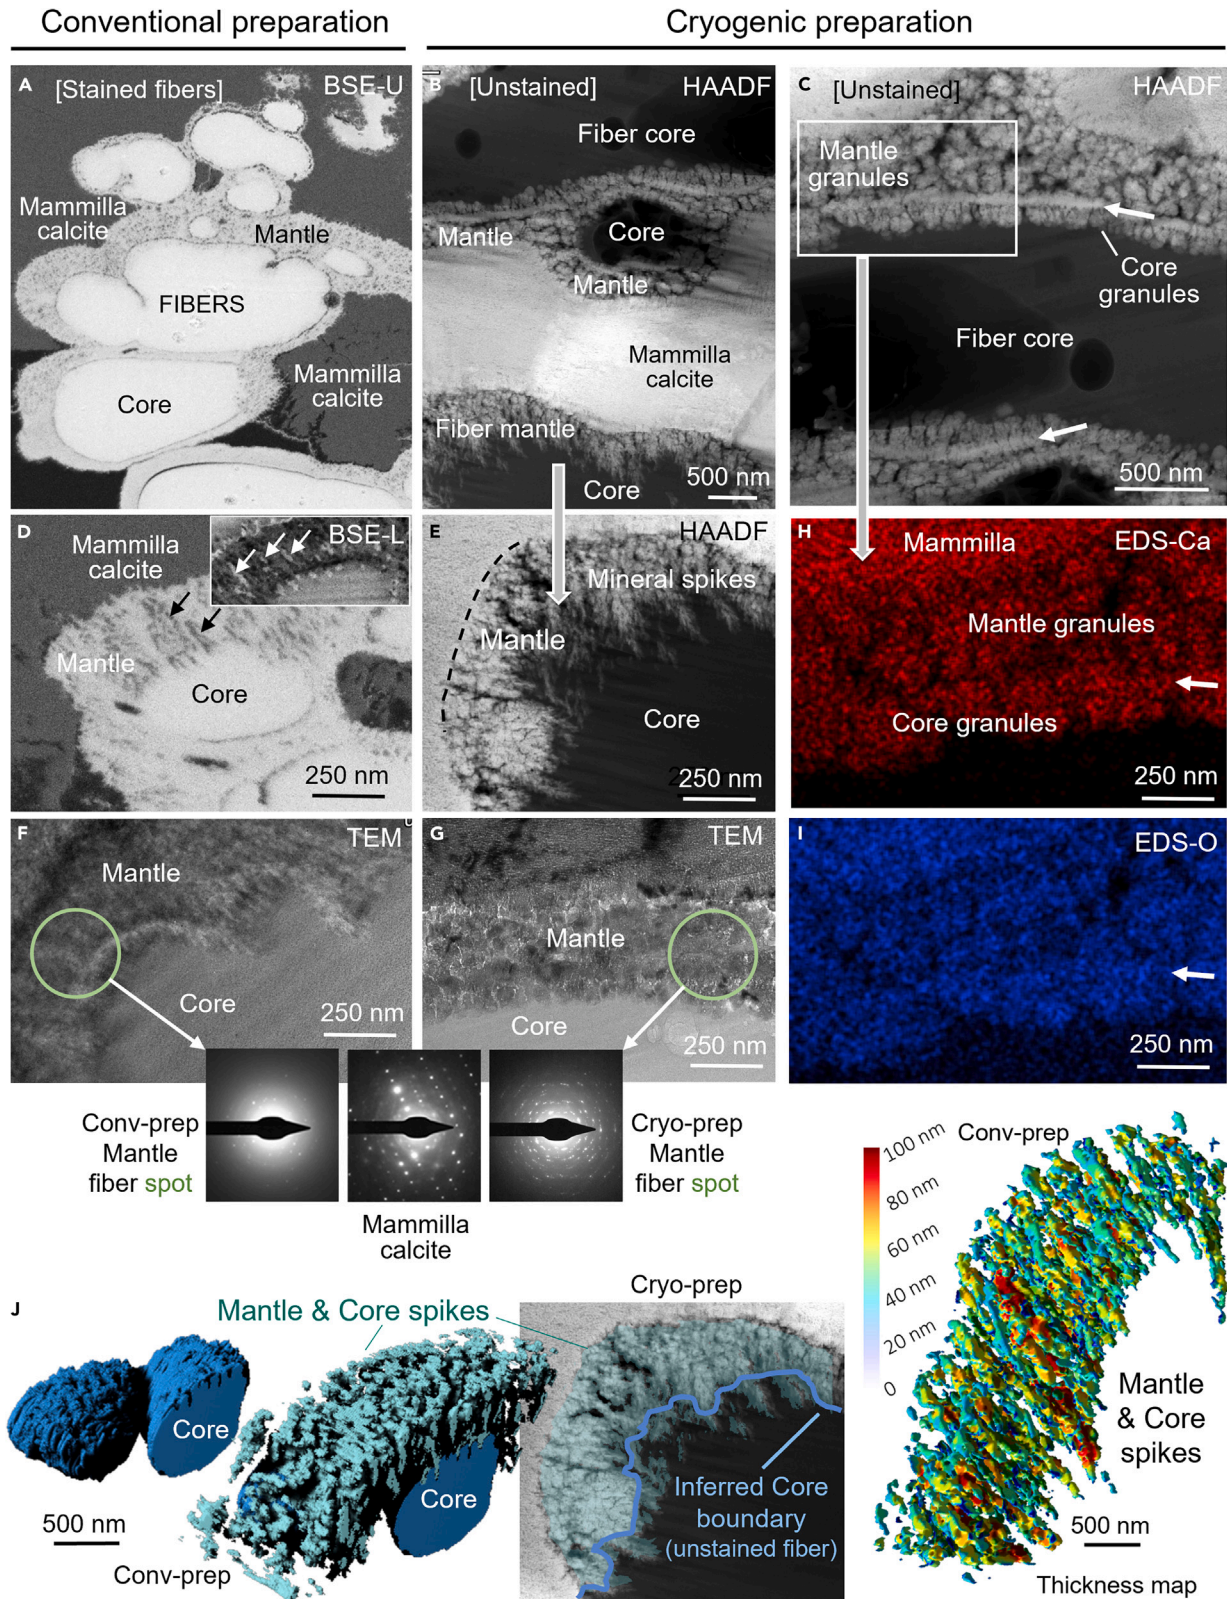 Conventional preparation
Cryogenic preparation
A
[Stained fibers]
BSE-U
Mammilla
calcite
Mantle
FIBERS
Mammilla
calcite
Core
B
[Unstained]
HAADF
Fiber core
Core
Mantle
Mantle
Mammilla
calcite
Fiber mantle
Core
500 nm
C
[Unstained]
HAADF
Mantle
granules
Core
granules
Fiber core
500 nm
D
Mammilla
calcite
BSE-L
Mantle
Core
250 nm
E
HAADF
Mineral spikes
Mantle
Core
250 nm
H
Mammilla
EDS-Ca
Mantle granules
Core granules
250 nm
F
TEM
Mantle
Core
250 nm
G
TEM
Mantle
Core
250 nm
I
EDS-O
250 nm
Conv-prep
Mantle
fiber spot
Mammilla
calcite
Cryo-prep
Mantle
fiber spot
J
Mantle & Core spikes
Core
Core
500 nm
Conv-prep
Cryo-prep
Inferred Core
boundary
(unstained fiber)
Conv-prep
100 nm
80 nm
60 nm
40 nm
20 nm
0
Mantle
& Core
spikes
500 nm
Thickness map